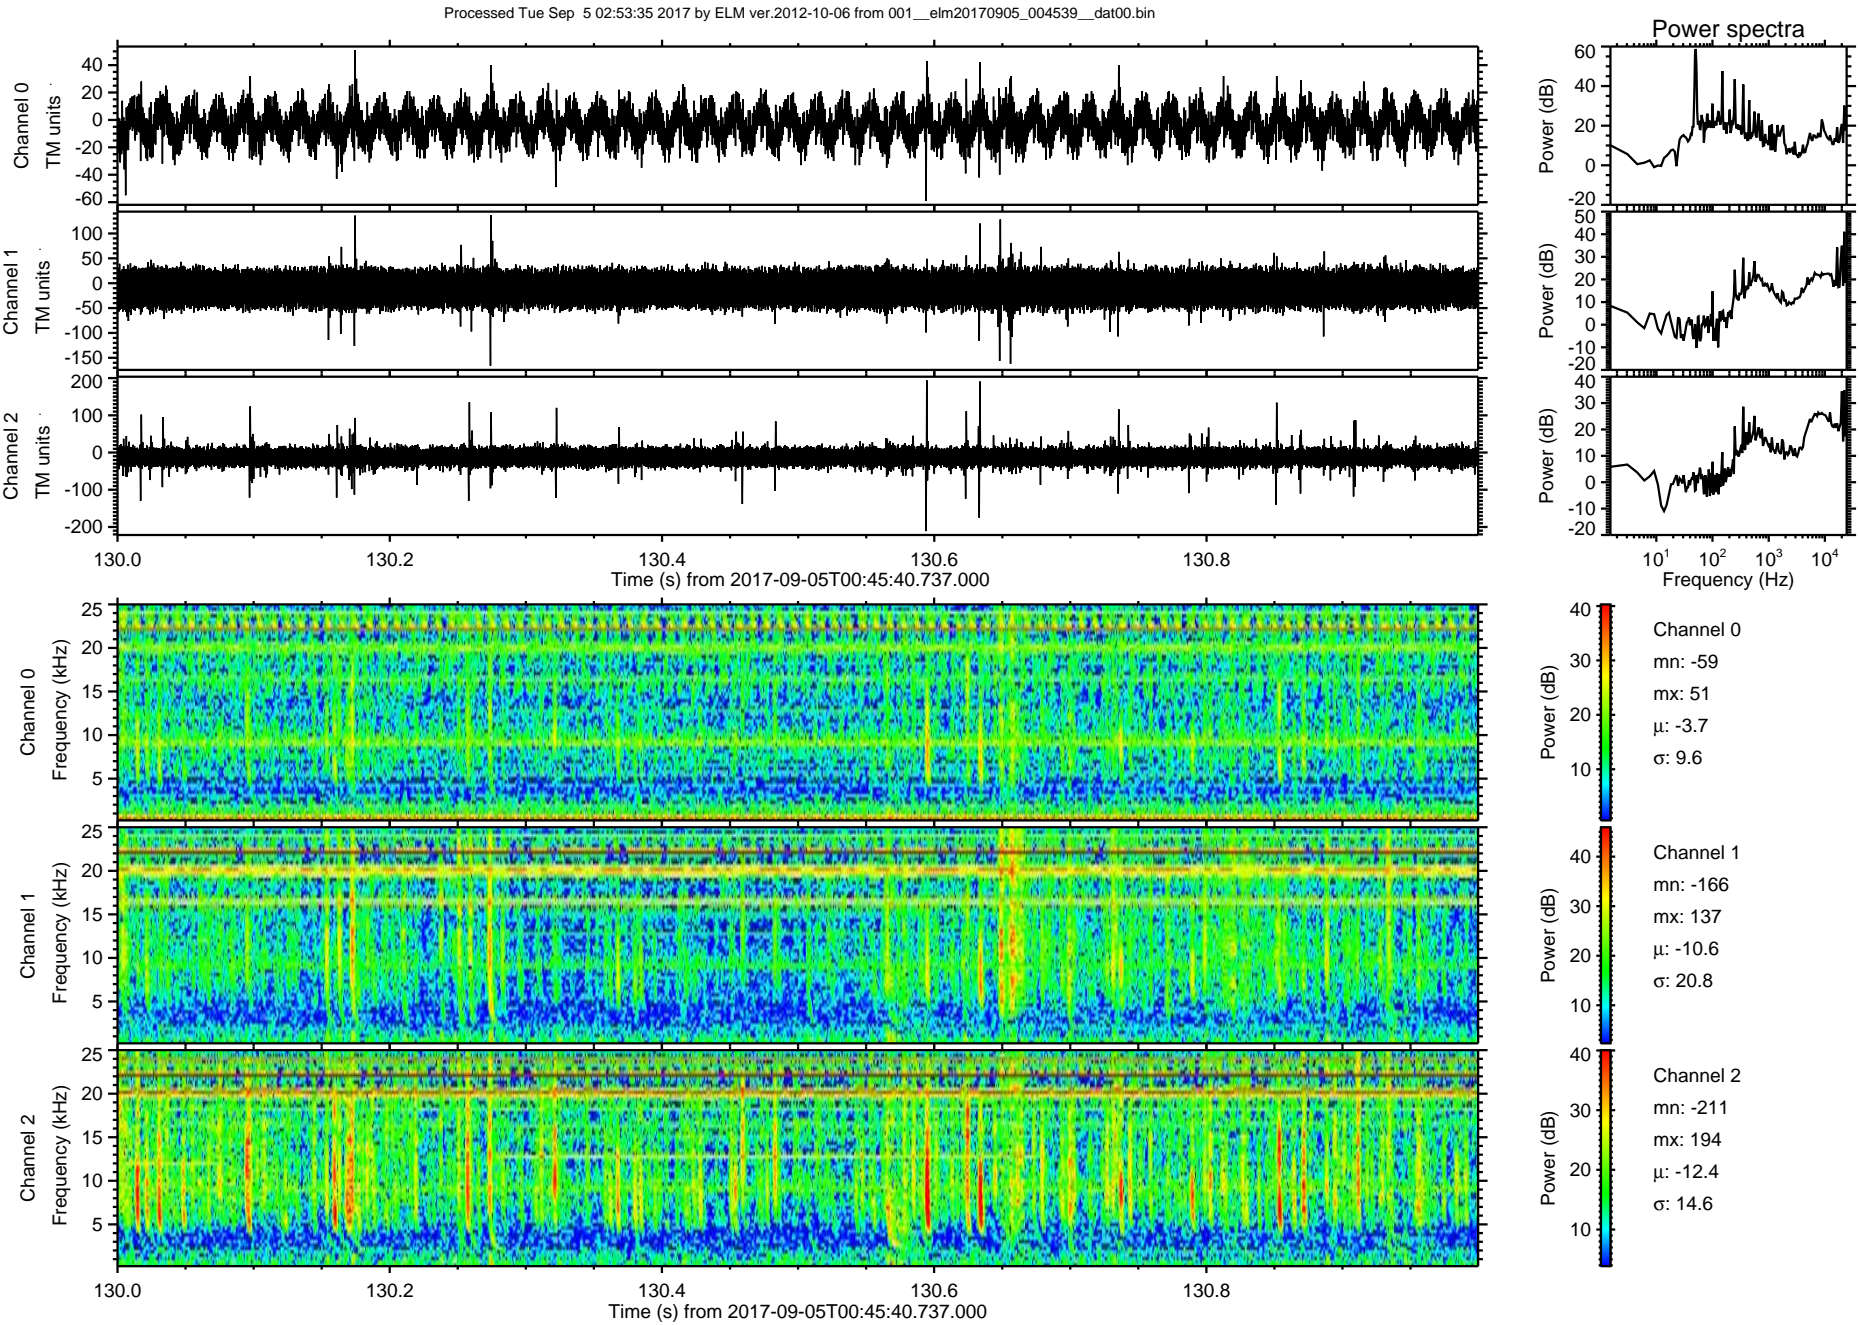 Processed Tue Sep  5 02:53:35 2017 by ELM ver.2012-10-06 from 001__elm20170905_004539__dat00.bin
Power spectra
Channel 0
TM units
40
20
0
-20
-40
-60
Power (dB)
60
40
20
0
-20
Channel 1
TM units
100
50
0
-50
-100
-150
Power (dB)
50
40
30
20
10
0
-10
-20
Channel 2
TM units
200
100
0
-100
-200
Power (dB)
40
30
20
10
0
-10
-20
130.0 130.2 130.4 130.6 130.8
Time (s) from 2017-09-05T00:45:40.737.000
10¹ 10² 10³ 10⁴
Frequency (Hz)
Channel 0
Frequency (kHz)
25
20
15
10
5
Power (dB)
40
30
20
10
Channel 0
mn: -59
mx: 51
μ: -3.7
σ: 9.6
Channel 1
Frequency (kHz)
25
20
15
10
5
Power (dB)
40
30
20
10
Channel 1
mn: -166
mx: 137
μ: -10.6
σ: 20.8
Channel 2
Frequency (kHz)
25
20
15
10
5
Power (dB)
40
30
20
10
Channel 2
mn: -211
mx: 194
μ: -12.4
σ: 14.6
130.0 130.2 130.4 130.6 130.8
Time (s) from 2017-09-05T00:45:40.737.000